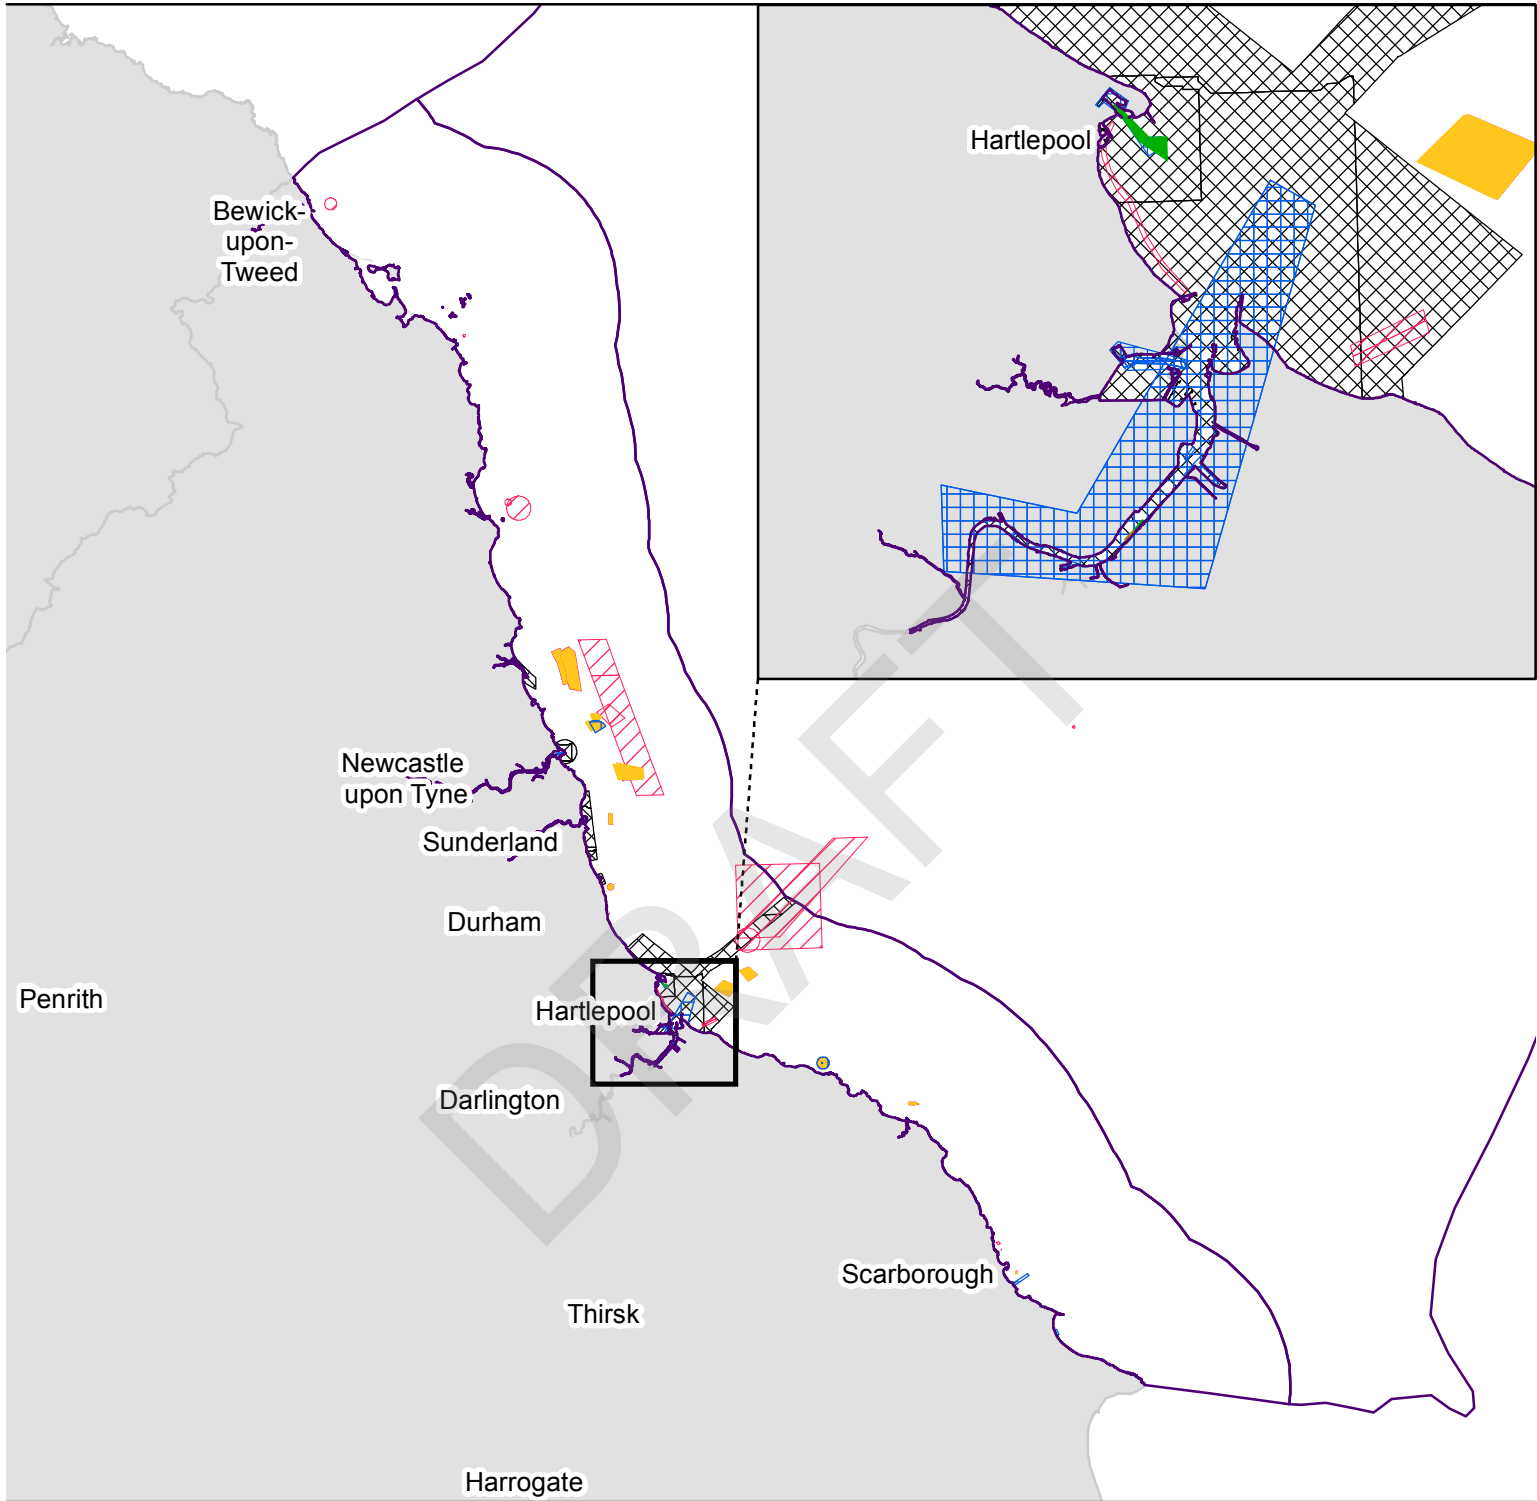 Hartlepool
Bewick-
upon-
Tweed
Newcastle
upon Tyne
Sunderland
Durham
Penrith
Hartlepool
Darlington
Scarborough
Thirsk
Harrogate
DRAFT